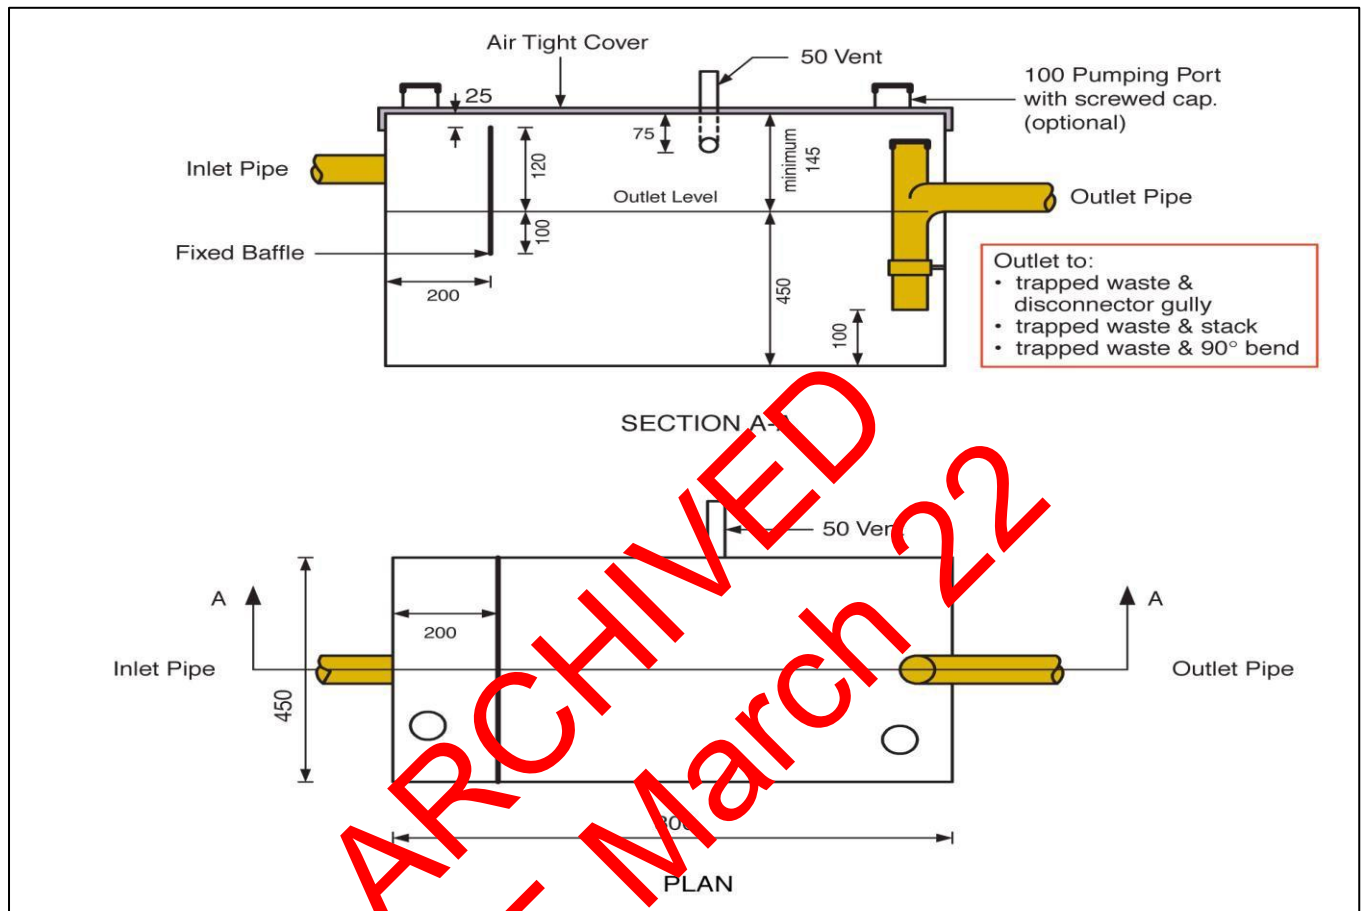 Air Tight Cover
50 Vent
100 Pumping Port
with screwed cap.
(optional)
25
75
minimum
145
120
Inlet Pipe
Outlet Level
Outlet Pipe
100
Fixed Baffle
200
450
100
Outlet to:
• trapped waste &
disconnector gully
• trapped waste & stack
• trapped waste & 90° bend
SECTION A-A
50 Vent
A
A
200
Inlet Pipe
Outlet Pipe
450
PLAN
ARCHIVED
- March 22